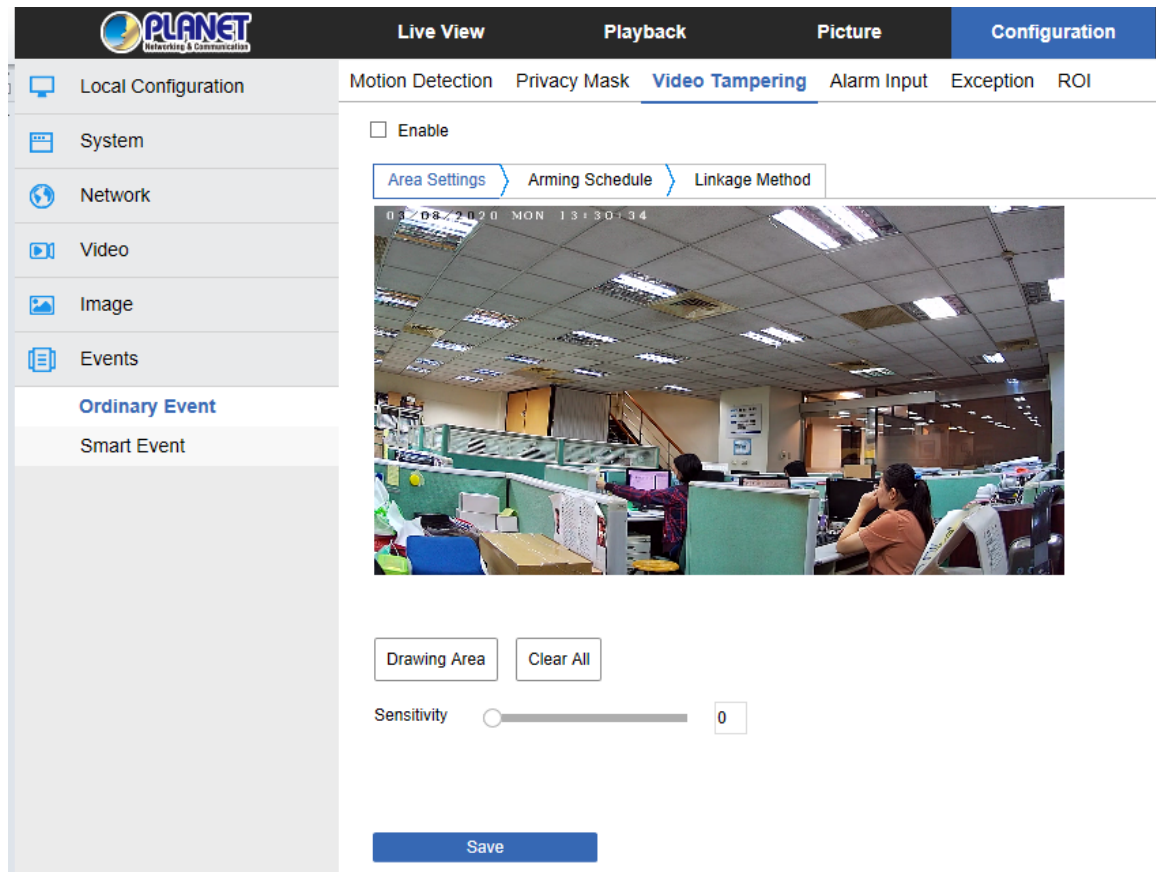 PLANET
Networking & Communication
Live View Playback Picture Configuration
Local Configuration
System
Network
Video
Image
Events
Ordinary Event
Smart Event
Motion Detection Privacy Mask Video Tampering Alarm Input Exception ROI
Enable
Area Settings Arming Schedule Linkage Method
03/08/2020 MON 13:30:34
Drawing Area Clear All
Sensitivity 0
Save